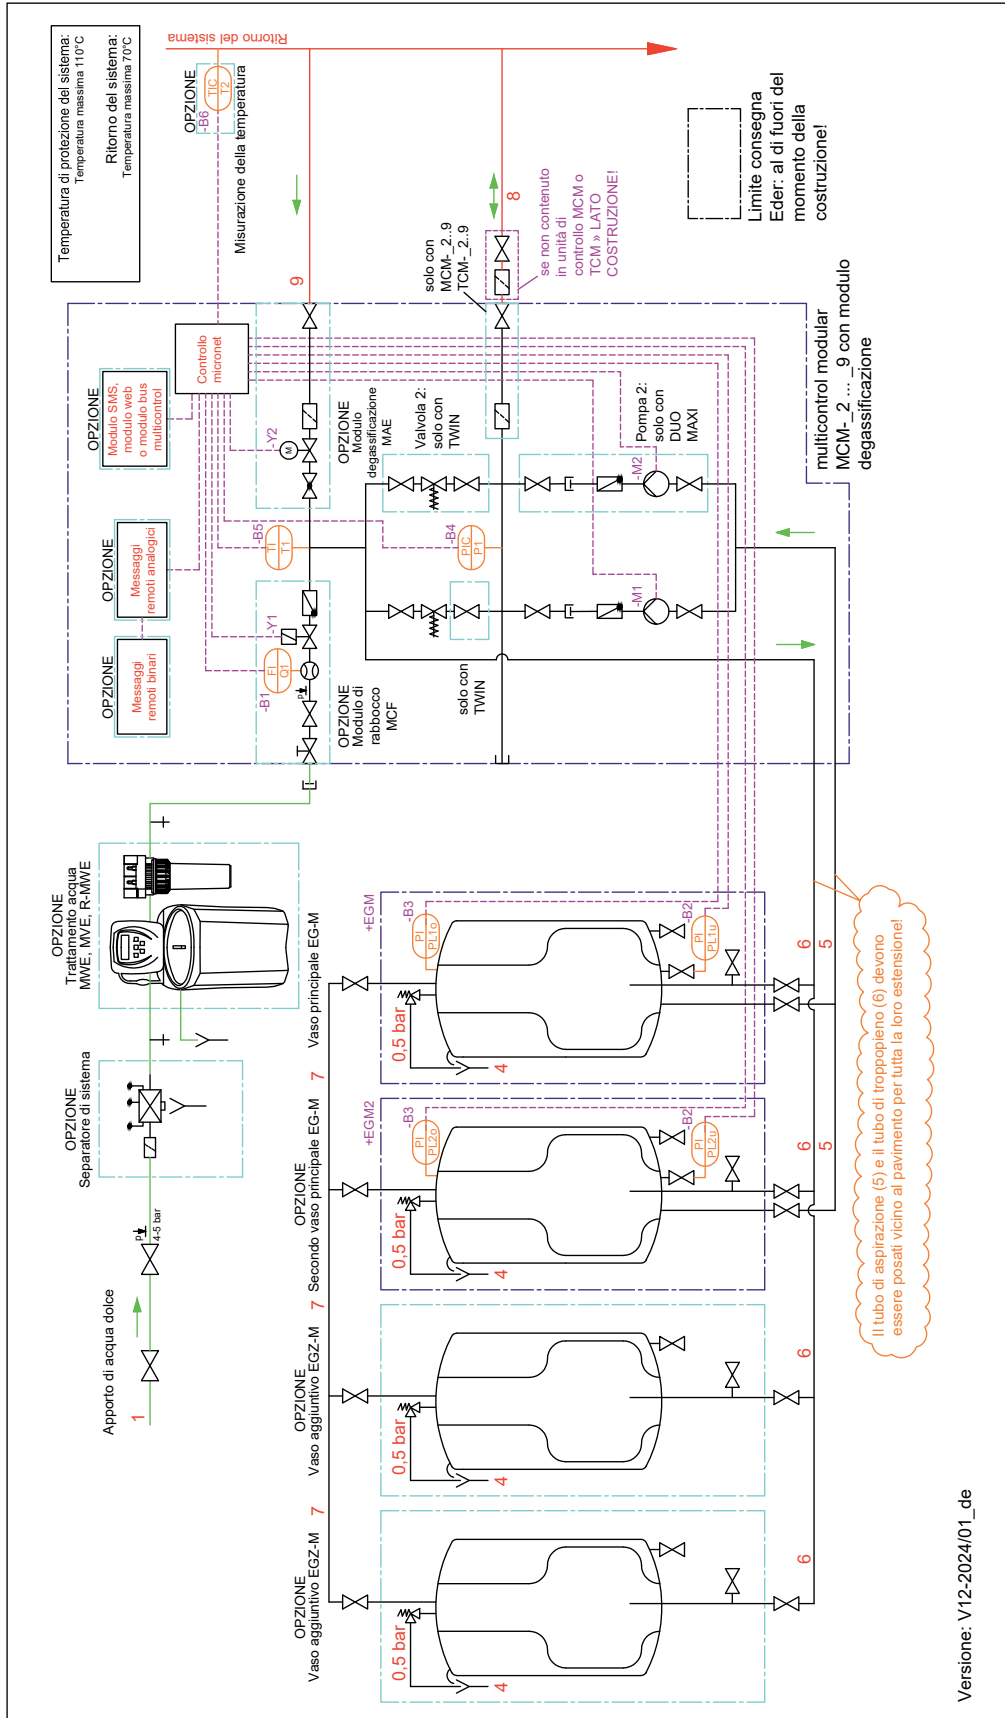 Temperatura di protezione del sistema:
Temperatura massima 110°C
Ritorno del sistema:
Temperatura massima 70°C
Ritorno del sistema
OPZIONE
TIC
T2
-B6
Misurazione della temperatura
OPZIONE
Modulo SMS,
modulo web
o modulo bus
multicontrol
Controllo
micronet
OPZIONE
Messaggi
remoti analogici
OPZIONE
Messaggi
remoti binari
9
8
solo con
MCM-_2..9
TCM-_2..9
se non contenuto
in unità di
controllo MCM o
TCM » LATO
COSTRUZIONE!
Limite consegna
Eder: al di fuori del
momento della
costruzione!
-Y2
M
OPZIONE
Modulo
degassificazione
MAE
Valvola 2:
solo con
TWIN
Pompa 2:
solo con
DUO
MAXI
-M2
multicontrol modular
MCM-_2 ... _9 con modulo
degassificazione
-B5
TI
T1
-B4
PIC
P1
-Y1
-M1
-B1
FI
Q1
P
OPZIONE
Modulo di
rabbocco
MCF
solo con
TWIN
OPZIONE
Trattamento acqua
MWE, MVE, R-MWE
OPZIONE
Separatore di sistema
P
4-5 bar
Apporto di acqua dolce
1
Vaso principale EG-M
7
+EGM
-B3
PI
PL1o
-B2
PI
PL1u
0,5 bar
4
6
5
OPZIONE
Secondo vaso principale EG-M
7
+EGM2
-B3
PI
PL2o
-B2
PI
PL2u
0,5 bar
4
6
5
OPZIONE
Vaso aggiuntivo EGZ-M
7
0,5 bar
4
6
OPZIONE
Vaso aggiuntivo EGZ-M
0,5 bar
4
6
Il tubo di aspirazione (5) e il tubo di troppopieno (6) devono
essere posati vicino al pavimento per tutta la loro estensione!
Versione: V12-2024/01_de